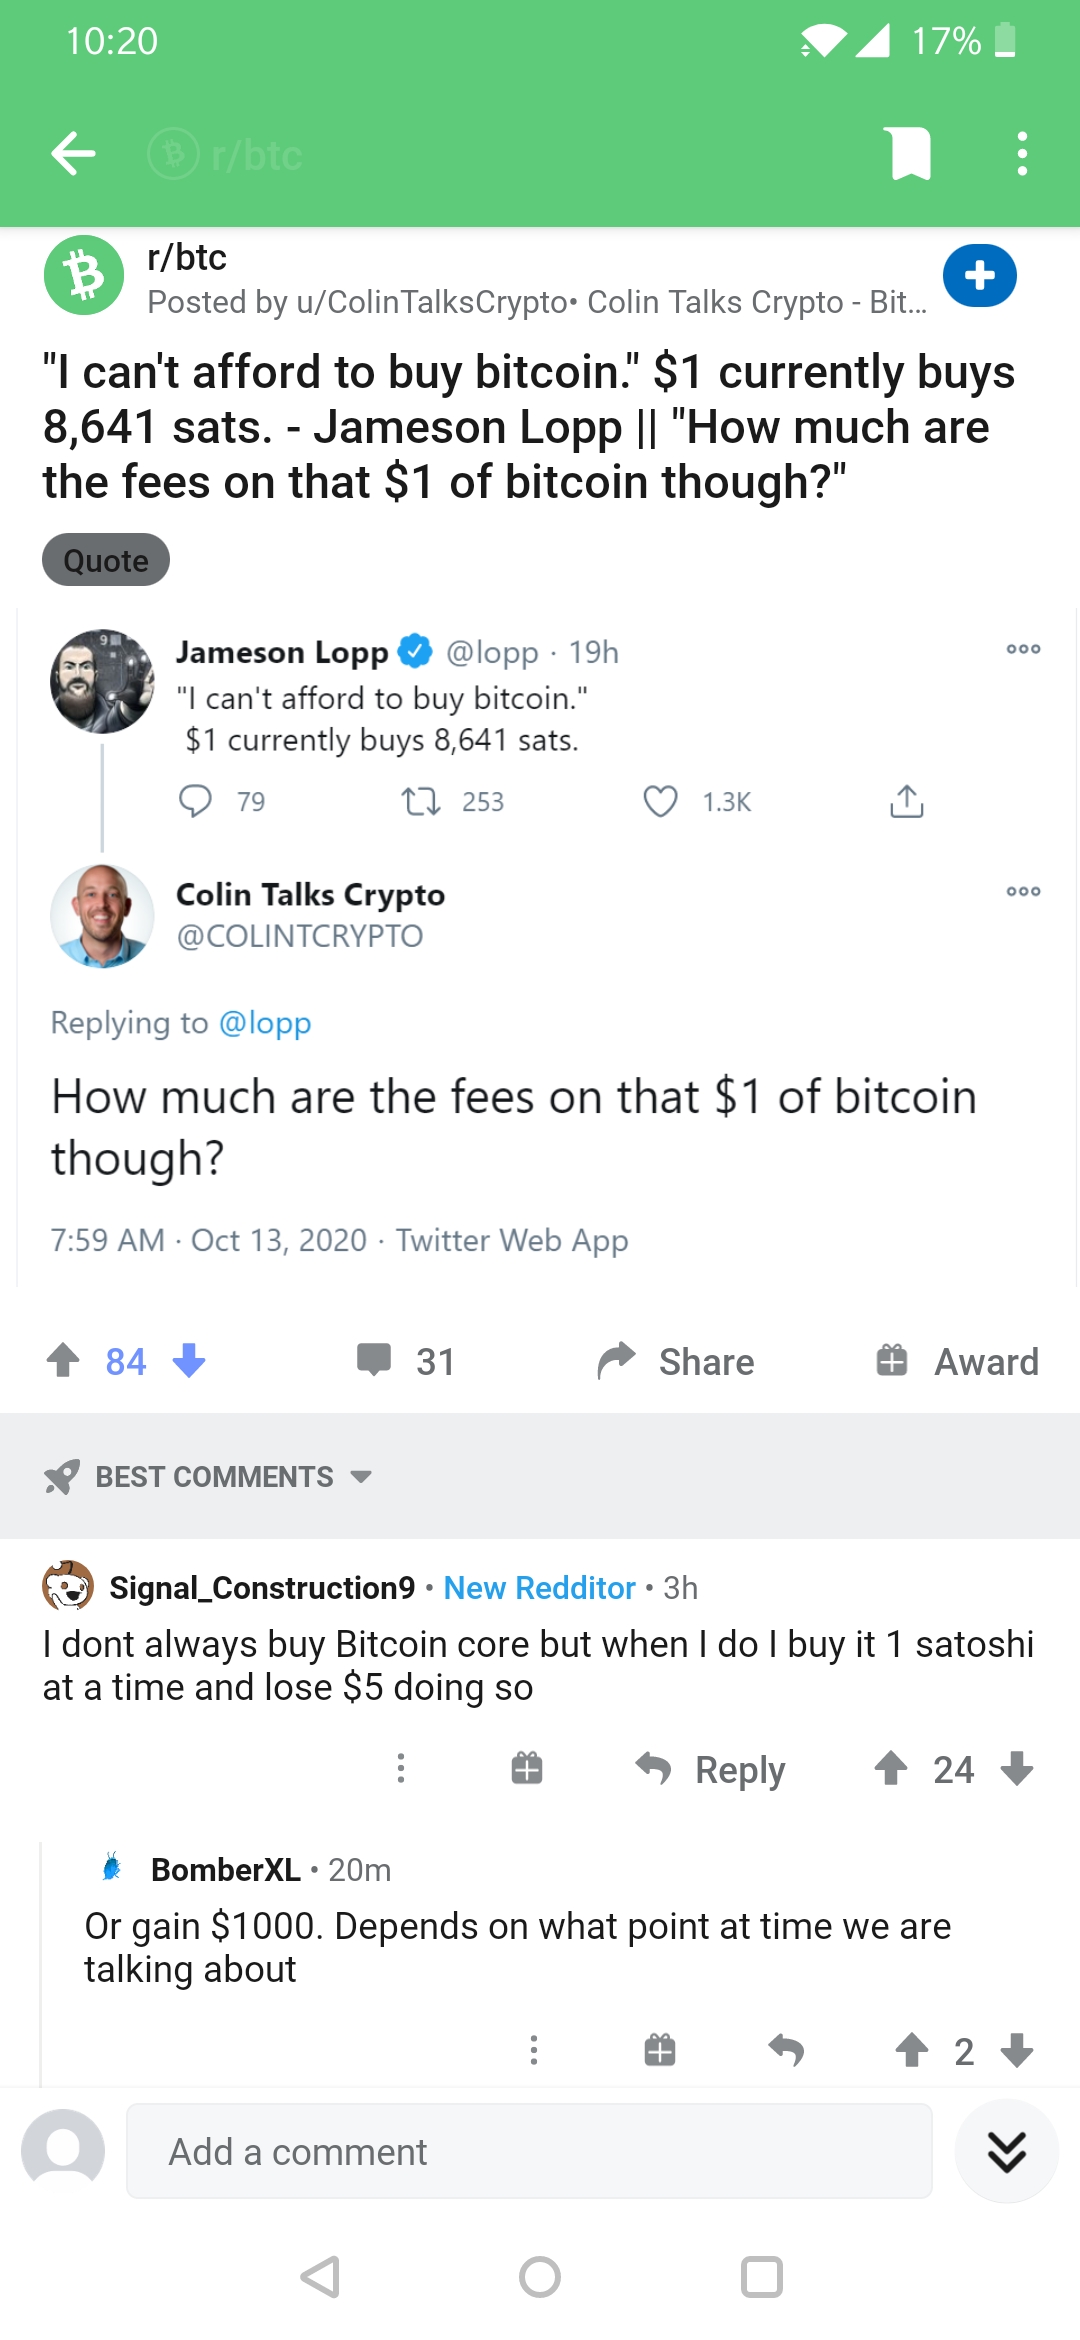 10:20
17%
r/btc
r/btc
Posted by u/ColinTalksCrypto• Colin Talks Crypto - Bit...
"I can't afford to buy bitcoin." $1 currently buys
8,641 sats. - Jameson Lopp || "How much are
the fees on that $1 of bitcoin though?"
Quote
Jameson Lopp @lopp · 19h
"I can't afford to buy bitcoin."
$1 currently buys 8,641 sats.
79 253 1.3K
Colin Talks Crypto
@COLINTCRYPTO
Replying to @lopp
How much are the fees on that $1 of bitcoin
though?
7:59 AM · Oct 13, 2020 · Twitter Web App
84 31 Share Award
BEST COMMENTS
Signal_Construction9 • New Redditor • 3h
I dont always buy Bitcoin core but when I do I buy it 1 satoshi
at a time and lose $5 doing so
Reply 24
BomberXL • 20m
Or gain $1000. Depends on what point at time we are
talking about
2
Add a comment